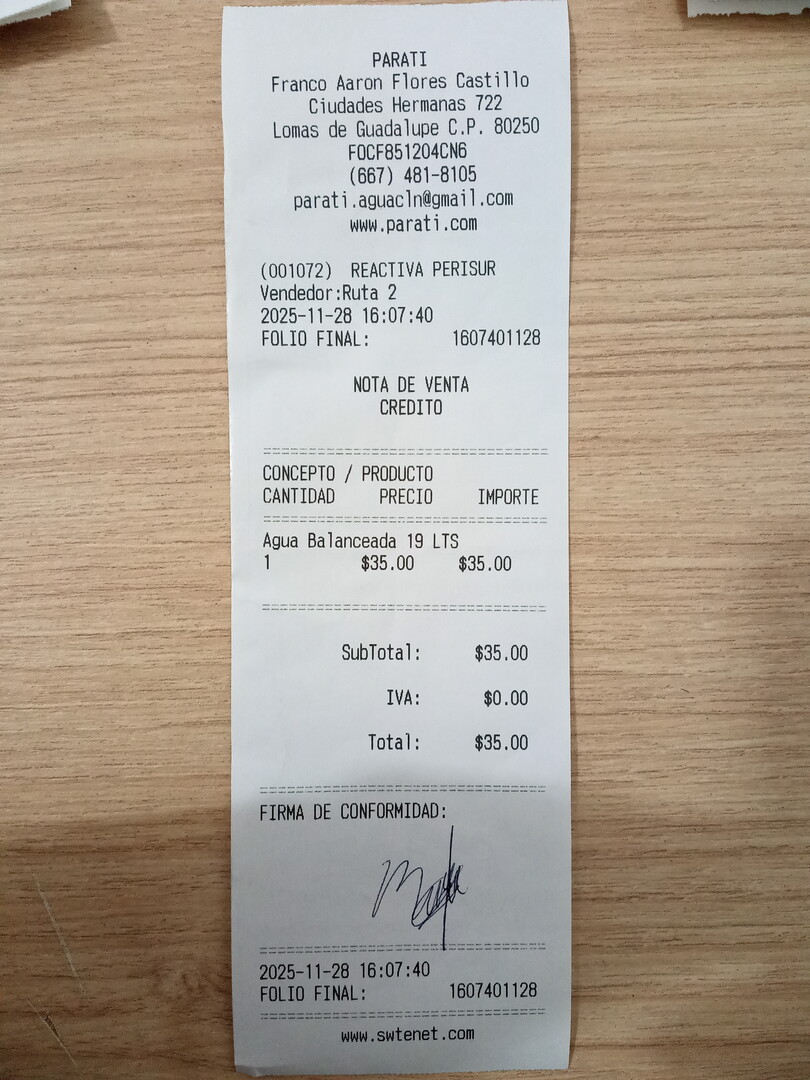 PARATI
Franco Aaron Flores Castillo
Ciudades Hermanas 722
Lomas de Guadalupe C.P. 80250
FOCF851204CN6
(667) 481-8105
parati.aguacln@gmail.com
www.parati.com
(001072) REACTIVA PERISUR
Vendedor:Ruta 2
2025-11-28 16:07:40
FOLIO FINAL: 1607401128
NOTA DE VENTA
CREDITO
CONCEPTO / PRODUCTO
CANTIDAD PRECIO IMPORTE
Agua Balanceada 19 LTS
1 $35.00 $35.00
SubTotal: $35.00
IVA: $0.00
Total: $35.00
FIRMA DE CONFORMIDAD:
2025-11-28 16:07:40
FOLIO FINAL: 1607401128
www.swtenet.com